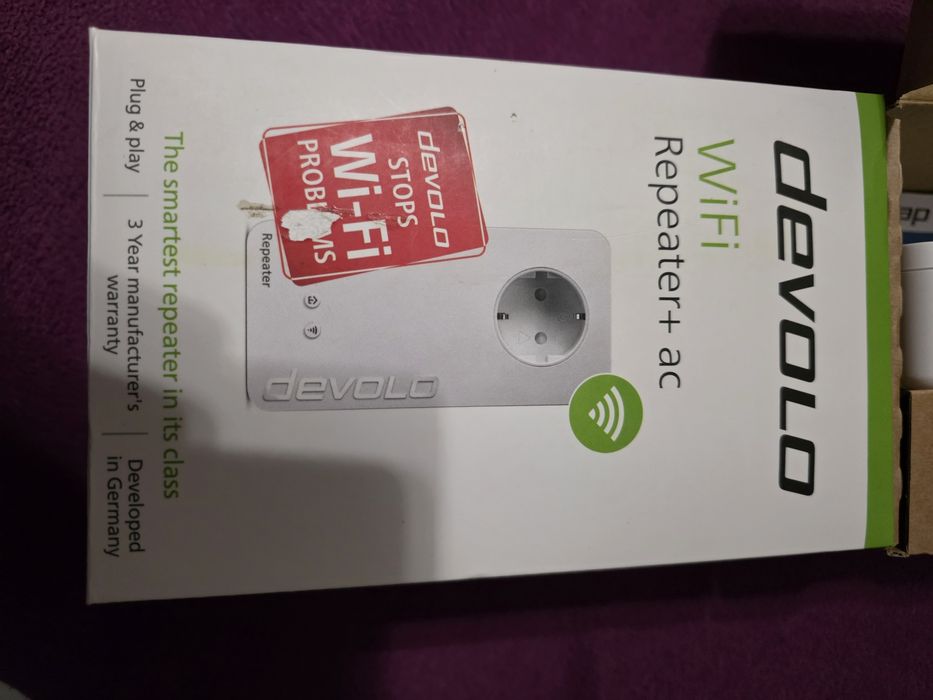 devolo
WiFi
Repeater+ ac
devolo
STOPS
Wi-Fi
Repeater
devolo
The smartest repeater in its class
Plug & play
3 Year manufacturer's
warranty
Developed
in Germany
de